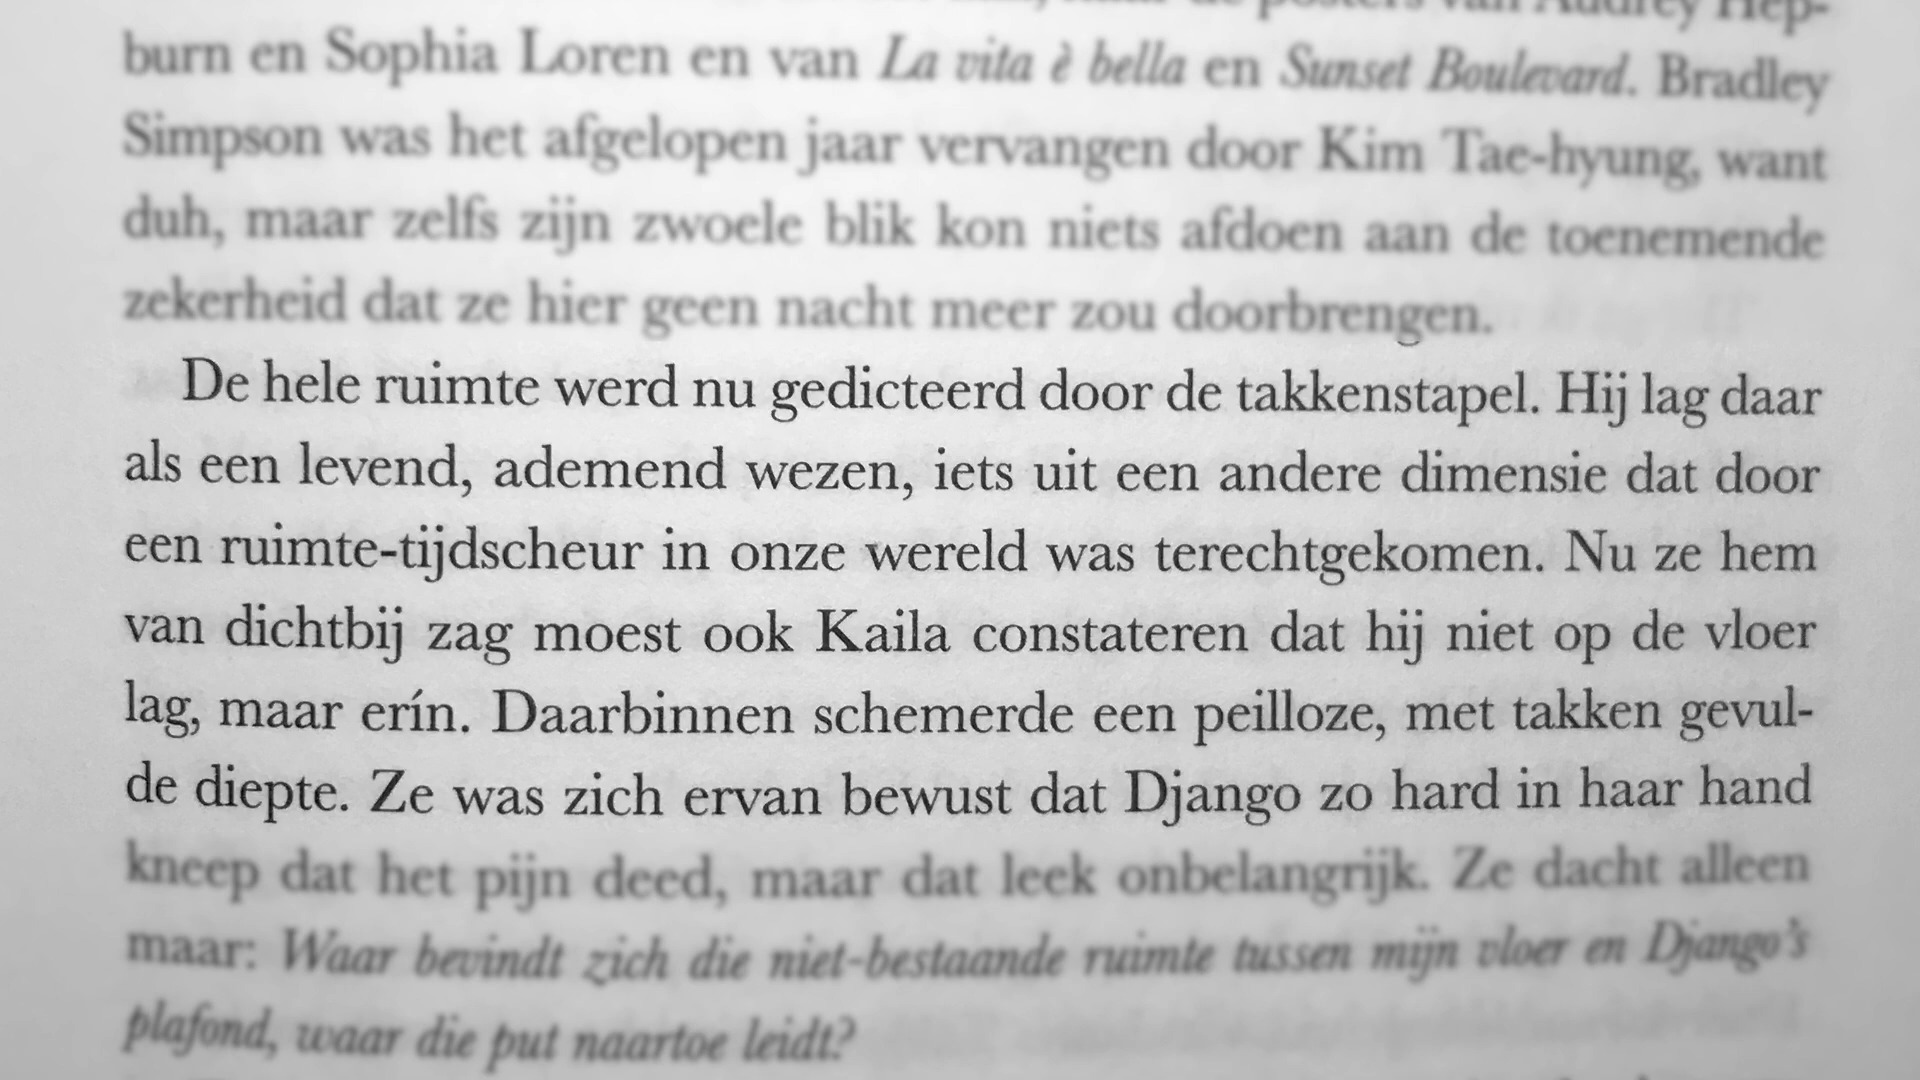 de posters van Audrey Hep-
burn en Sophia Loren en van La vita è bella en Sunset Boulevard. Bradley
Simpson was het afgelopen jaar vervangen door Kim Tae-hyung, want
duh, maar zelfs zijn zwoele blik kon niets afdoen aan de toenemende
zekerheid dat ze hier geen nacht meer zou doorbrengen.
De hele ruimte werd nu gedicteerd door de takkenstapel. Hij lag daar
als een levend, ademend wezen, iets uit een andere dimensie dat door
een ruimte-tijdscheur in onze wereld was terechtgekomen. Nu ze hem
van dichtbij zag moest ook Kaila constateren dat hij niet op de vloer
lag, maar erín. Daarbinnen schemerde een peilloze, met takken gevul-
de diepte. Ze was zich ervan bewust dat Django zo hard in haar hand
kneep dat het pijn deed, maar dat leek onbelangrijk. Ze dacht alleen
maar: Waar bevindt zich die niet-bestaande ruimte tussen mijn vloer en Django's
plafond, waar die put naartoe leidt?